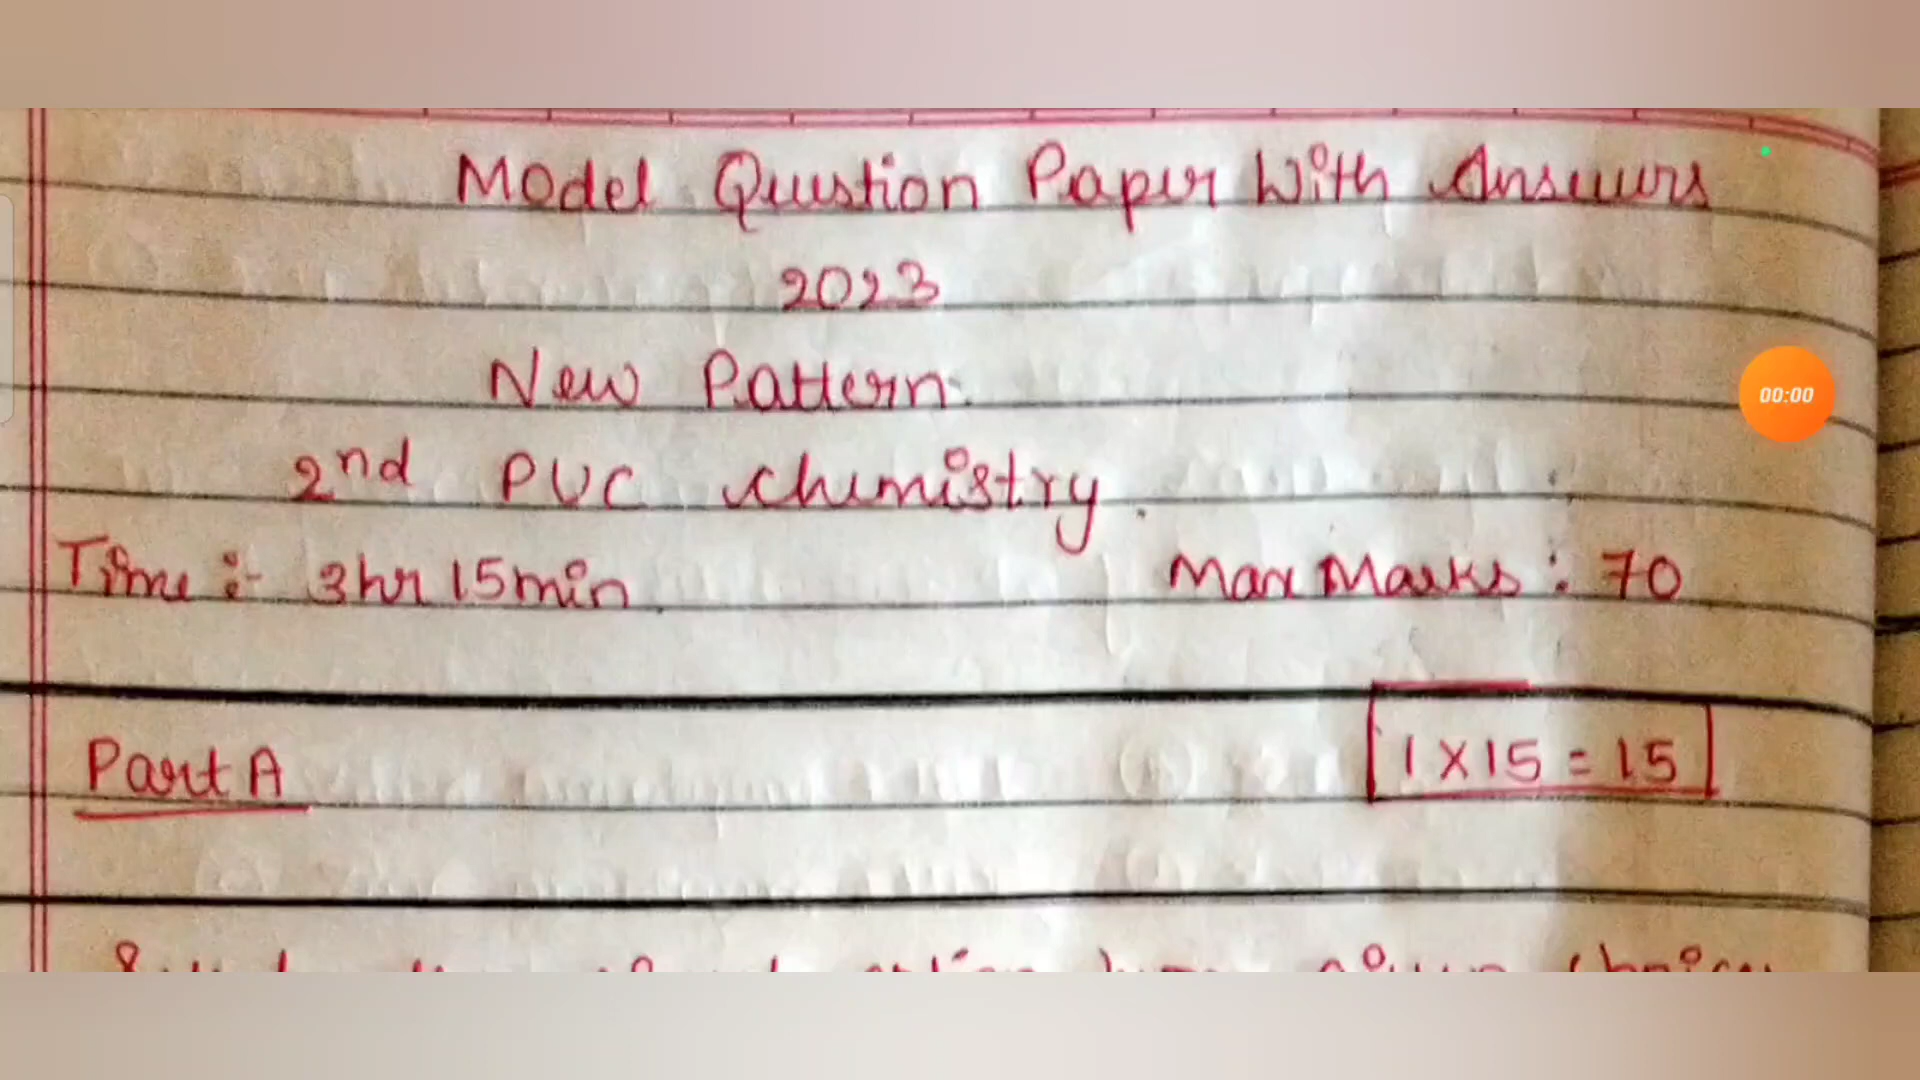 Model Question Paper With Answers
2023
New Pattern.
2nd PUC chemistry.
Time :- 3hr 15min
Max Marks : 70
00:00
Part A
1 x 15 = 15